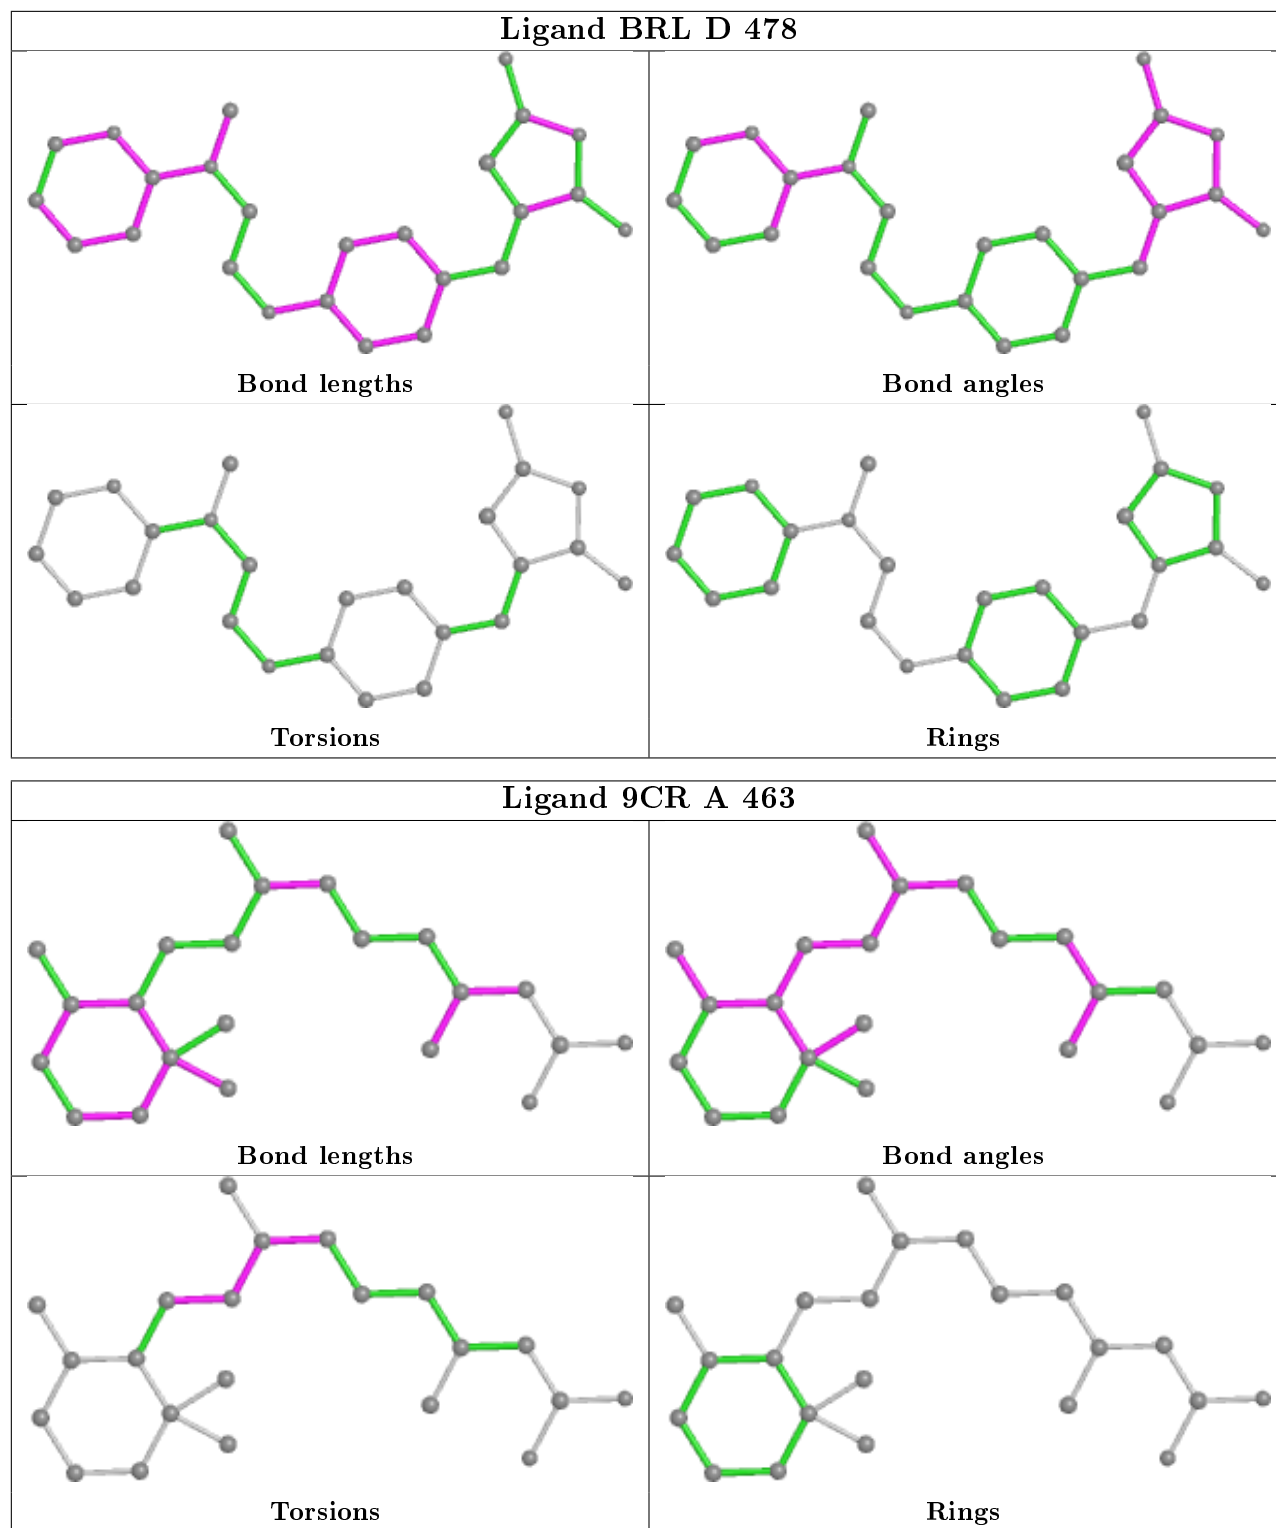 Ligand BRL D 478
Bond lengths
Bond angles
Torsions
Rings
Ligand 9CR A 463
Bond lengths
Bond angles
Torsions
Rings